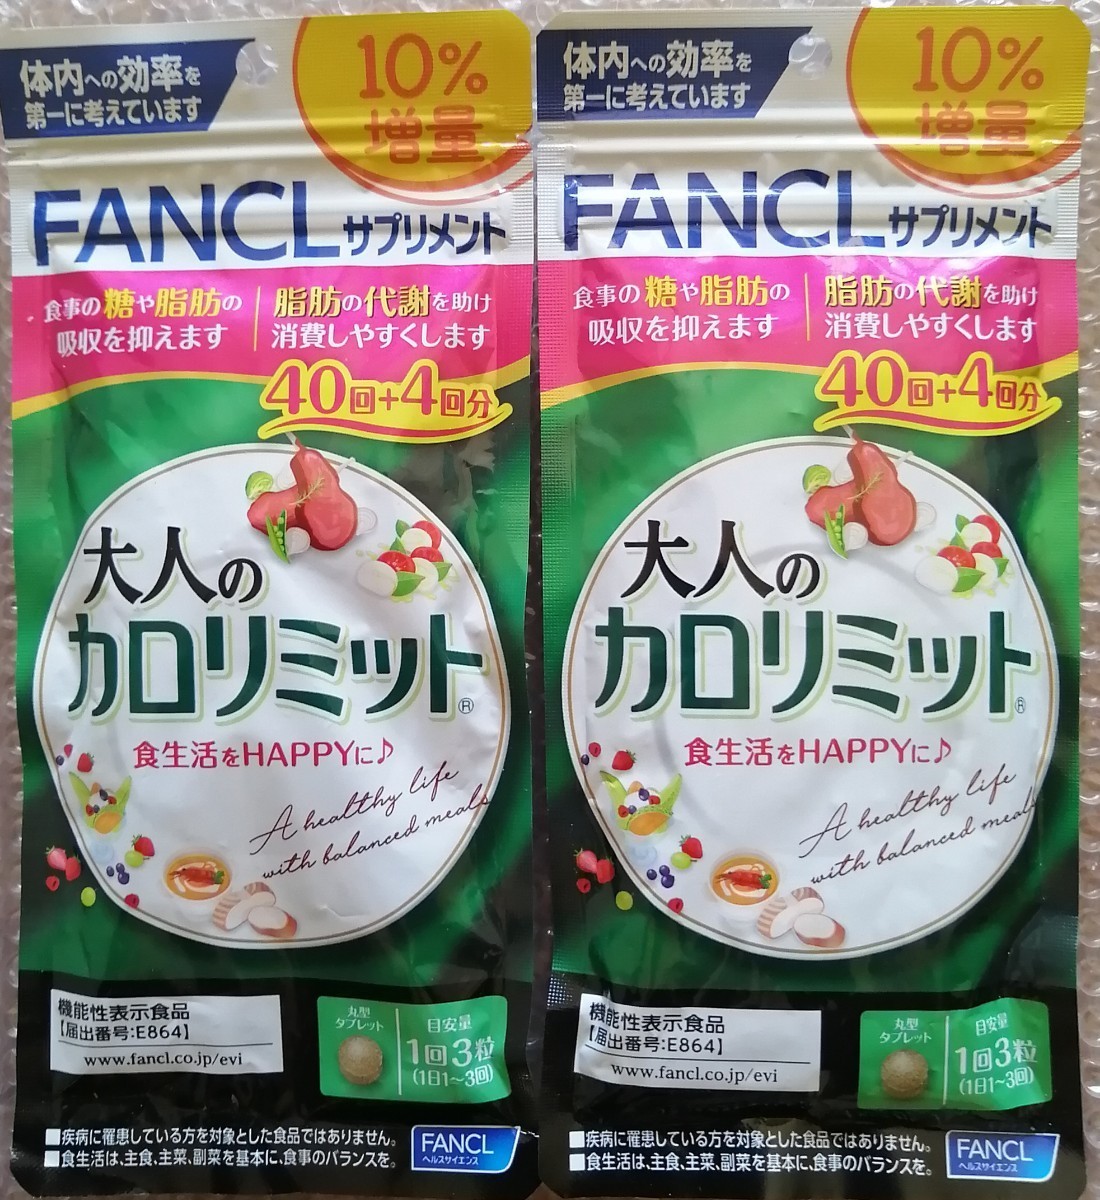 体内への効率を
第一に考えています
10%
増量
FANCL サプリメント
食事の糖や脂肪の
吸収を抑えます
脂肪の代謝を助け
消費しやすくします
40回+4回分
大人の
カロリミット®
食生活をHAPPYに♪
A healthy life
with balanced meals
機能性表示食品
【届出番号:E864】
www.fancl.co.jp/evi
丸型
タブレット
目安量
1回3粒
(1日1~3回)
■疾病に罹患している方を対象とした食品ではありません。
■食生活は、主食、主菜、副菜を基本に、食事のバランスを。
FANCL
ヘルスサイエンス
体内への効率を
第一に考えています
10%
増量
FANCL サプリメント
食事の糖や脂肪の
吸収を抑えます
脂肪の代謝を助け
消費しやすくします
40回+4回分
大人の
カロリミット®
食生活をHAPPYに♪
A healthy life
with balanced meals
機能性表示食品
【届出番号:E864】
www.fancl.co.jp/evi
丸型
タブレット
目安量
1回3粒
(1日1~3回)
■疾病に罹患している方を対象とした食品ではありません。
■食生活は、主食、主菜、副菜を基本に、食事のバランスを。
FANCL
ヘルスサイエンス